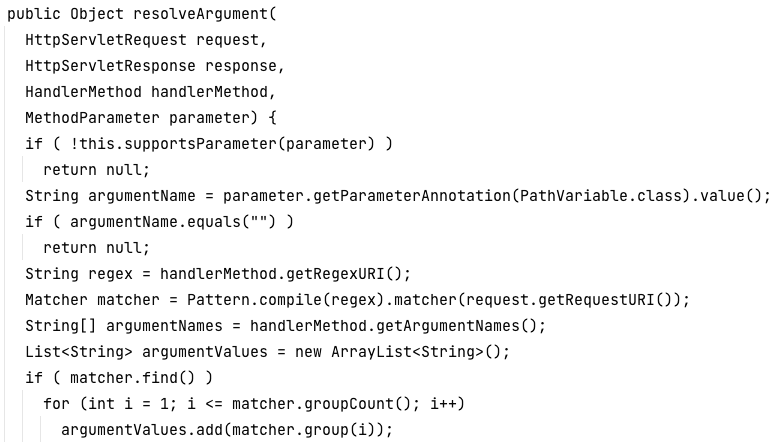 public Object resolveArgument(
  HttpServletRequest request,
  HttpServletResponse response,
  HandlerMethod handlerMethod,
  MethodParameter parameter) {
  if ( !this.supportsParameter(parameter) )
    return null;
  String argumentName = parameter.getParameterAnnotation(PathVariable.class).value();
  if ( argumentName.equals("") )
    return null;
  String regex = handlerMethod.getRegexURI();
  Matcher matcher = Pattern.compile(regex).matcher(request.getRequestURI());
  String[] argumentNames = handlerMethod.getArgumentNames();
  List<String> argumentValues = new ArrayList<String>();
  if ( matcher.find() )
    for (int i = 1; i <= matcher.groupCount(); i++)
      argumentValues.add(matcher.group(i));